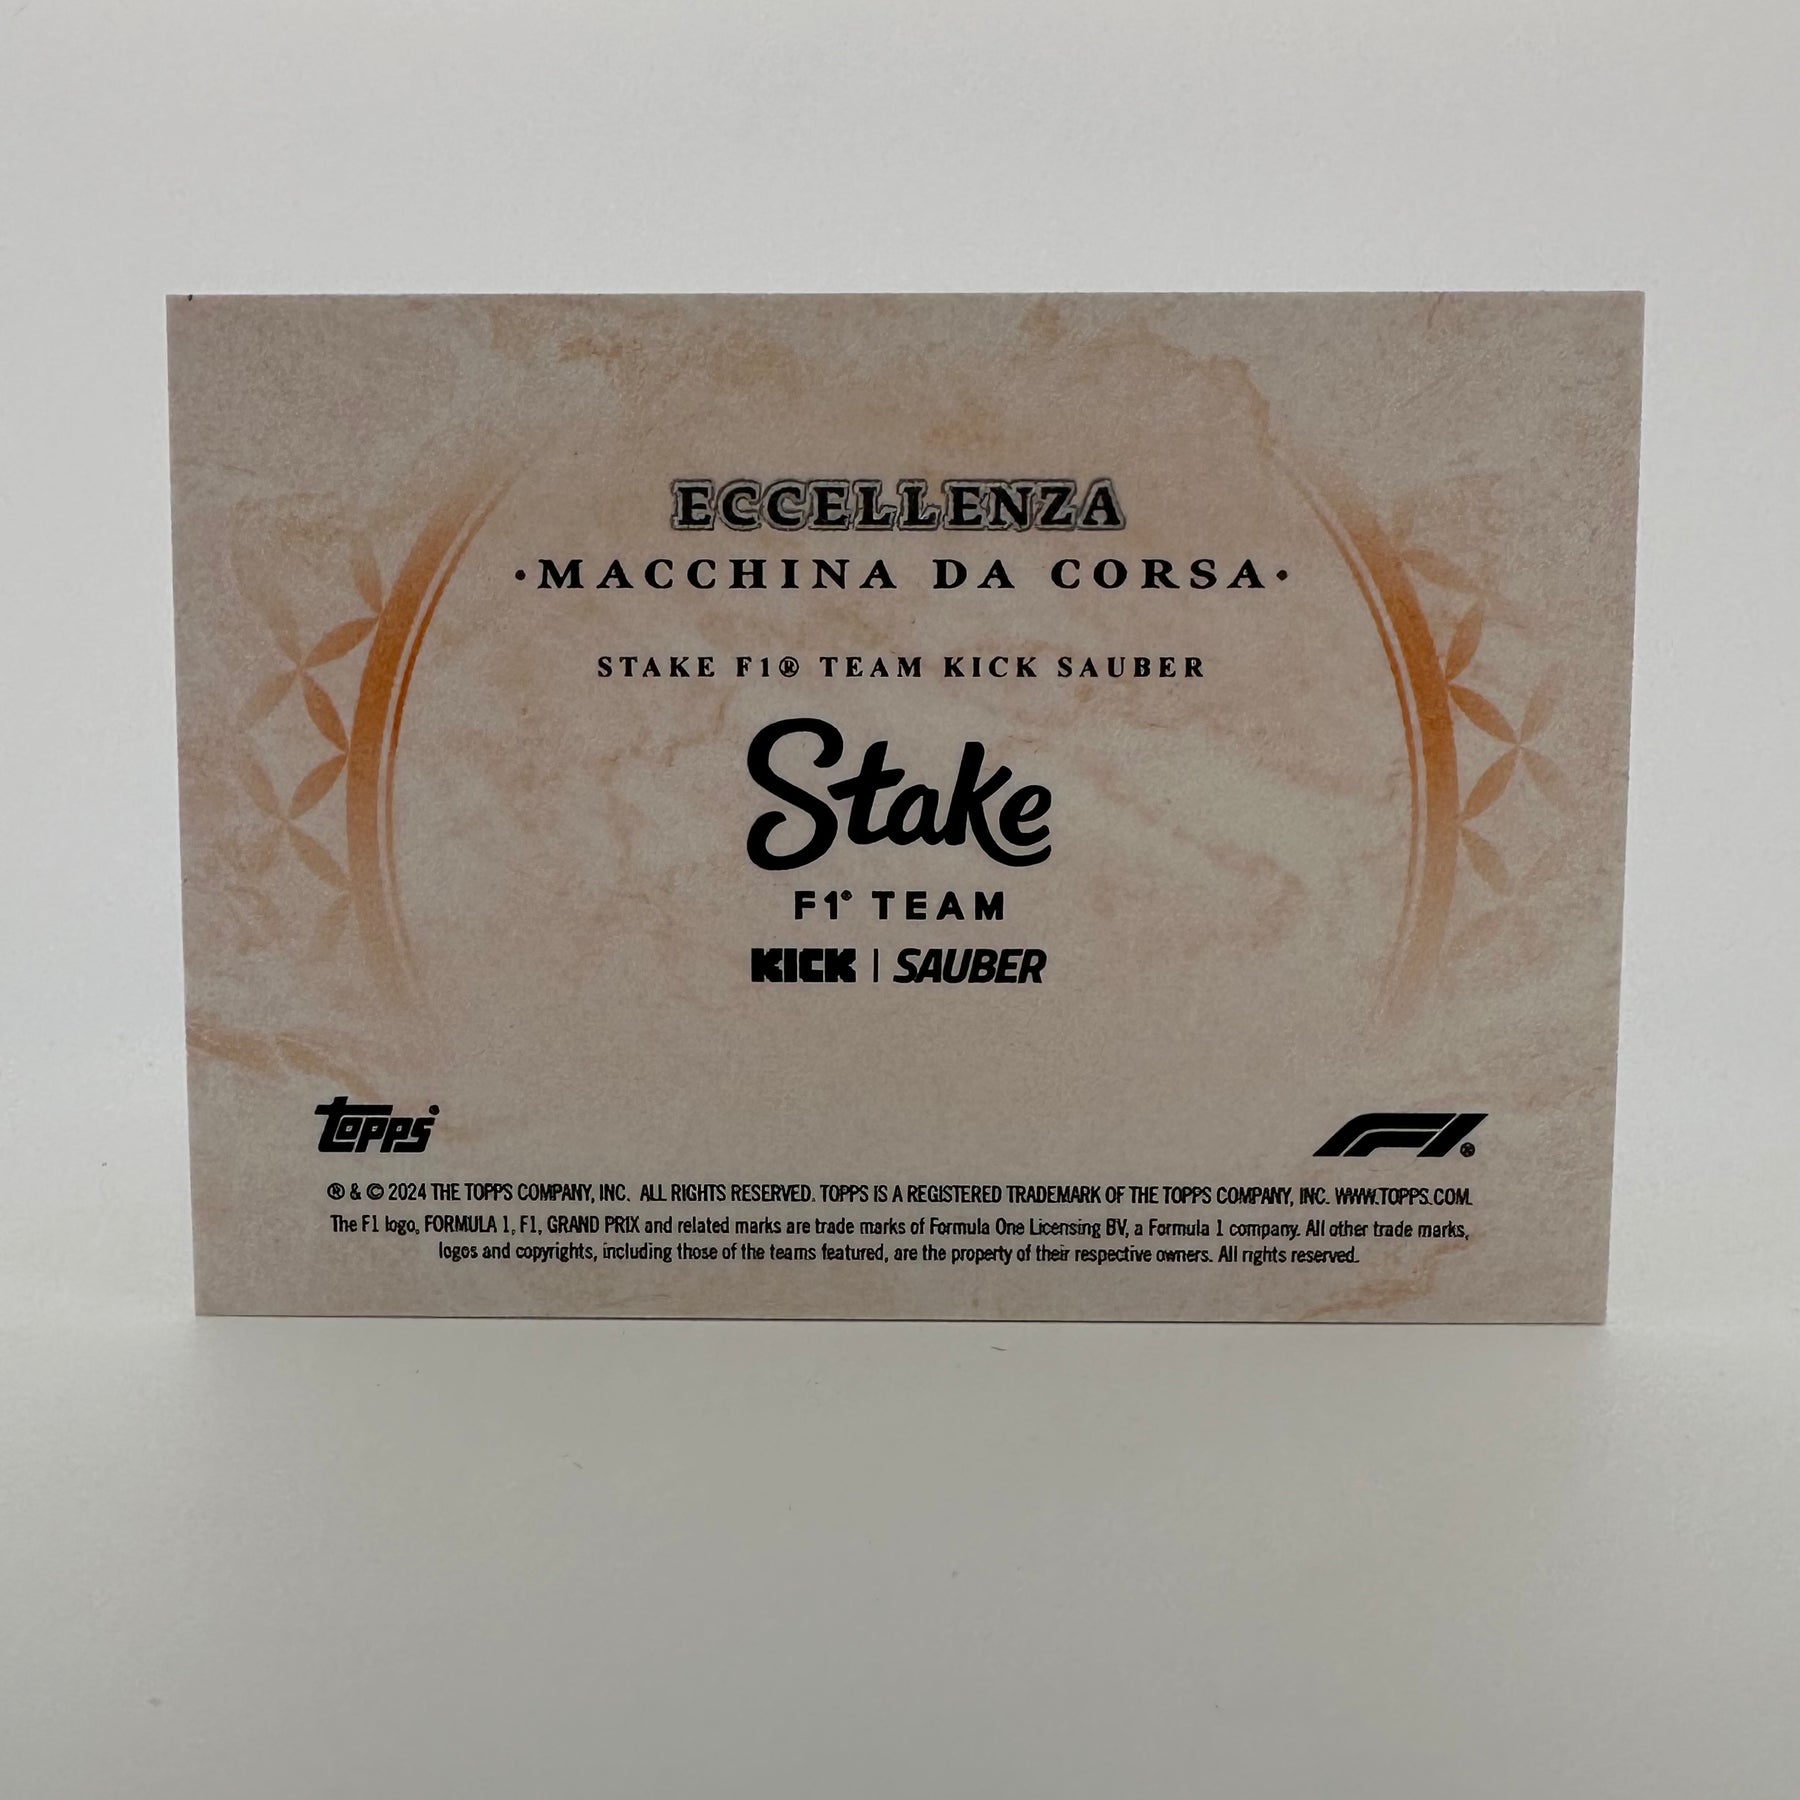 ECCELLENZA
·MACCHINA DA CORSA·
STAKE F1® TEAM KICK SAUBER
Stake
F1® TEAM
KICK | SAUBER
Topps®
F1®
® & © 2024 THE TOPPS COMPANY, INC. ALL RIGHTS RESERVED. TOPPS IS A REGISTERED TRADEMARK OF THE TOPPS COMPANY, INC. WWW.TOPPS.COM.
The F1 logo, FORMULA 1, F1, GRAND PRIX and related marks are trade marks of Formula One Licensing BV, a Formula 1 company. All other trade marks,
logos and copyrights, including those of the teams featured, are the property of their respective owners. All rights reserved.